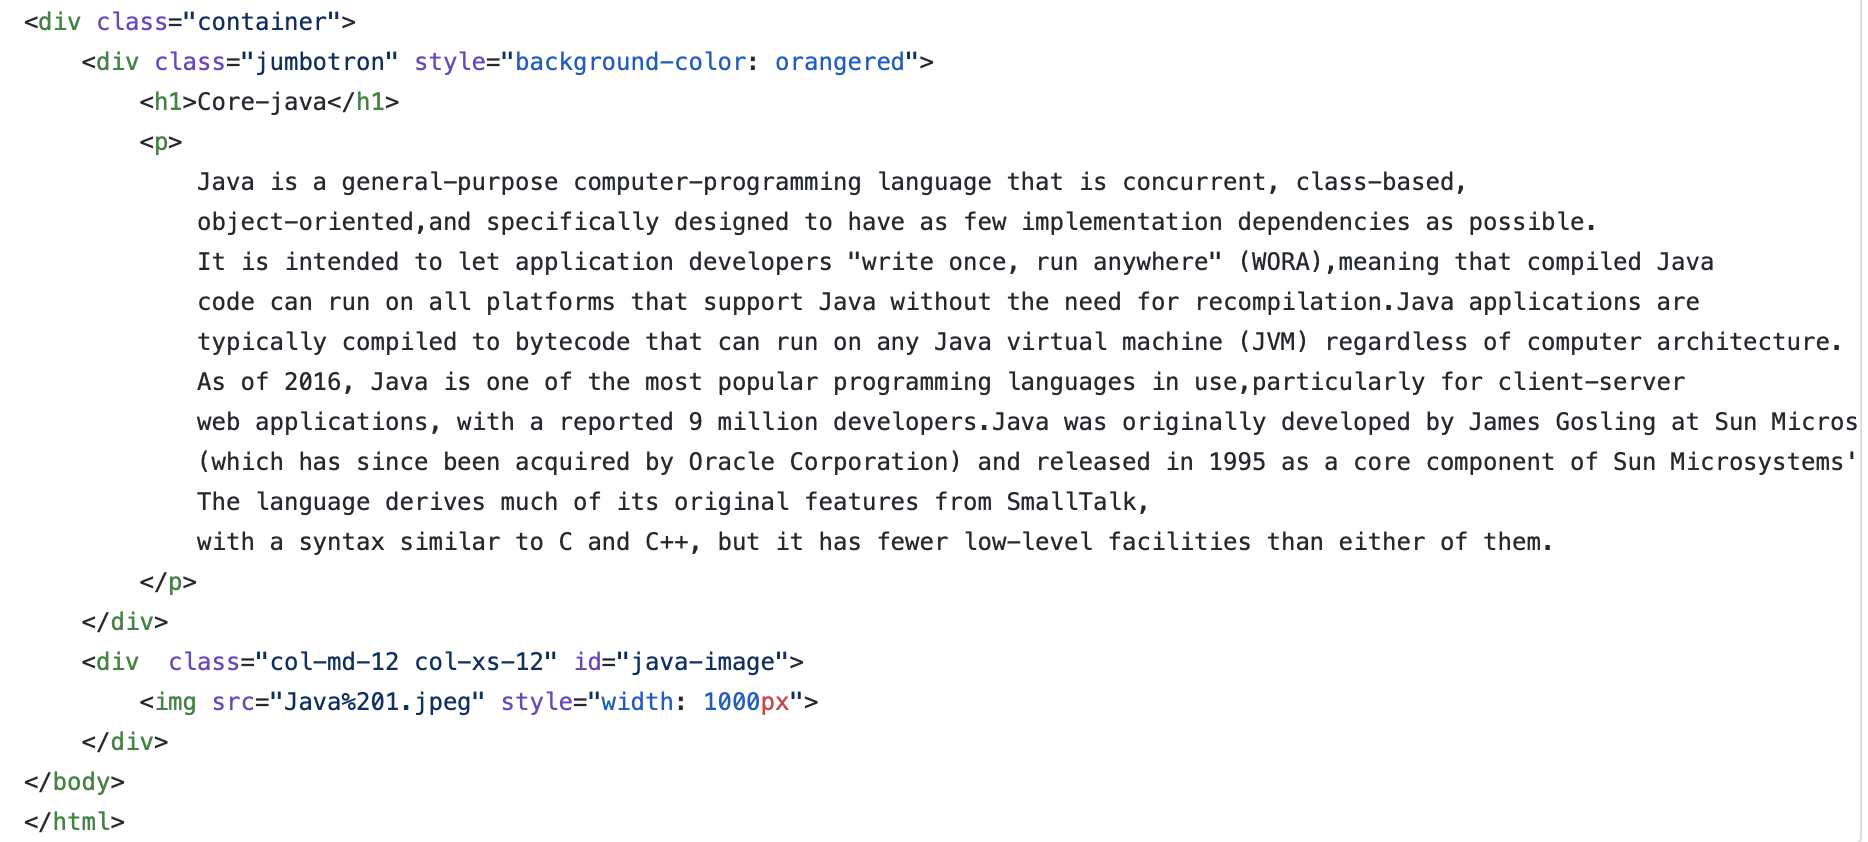 <div class="container">
<div class="jumbotron" style="background-color: orangered">
<h1>Core-java</h1>
<p>
Java is a general-purpose computer-programming language that is concurrent, class-based,
object-oriented,and specifically designed to have as few implementation dependencies as possible.
It is intended to let application developers "write once, run anywhere" (WORA),meaning that compiled Java
code can run on all platforms that support Java without the need for recompilation.Java applications are
typically compiled to bytecode that can run on any Java virtual machine (JVM) regardless of computer architecture.
As of 2016, Java is one of the most popular programming languages in use,particularly for client-server
web applications, with a reported 9 million developers.Java was originally developed by James Gosling at Sun Micros
(which has since been acquired by Oracle Corporation) and released in 1995 as a core component of Sun Microsystems'
The language derives much of its original features from SmallTalk,
with a syntax similar to C and C++, but it has fewer low-level facilities than either of them.
</p>
</div>
<div  class="col-md-12 col-xs-12" id="java-image">
<img src="Java%201.jpeg" style="width: 1000px">
</div>
</body>
</html>